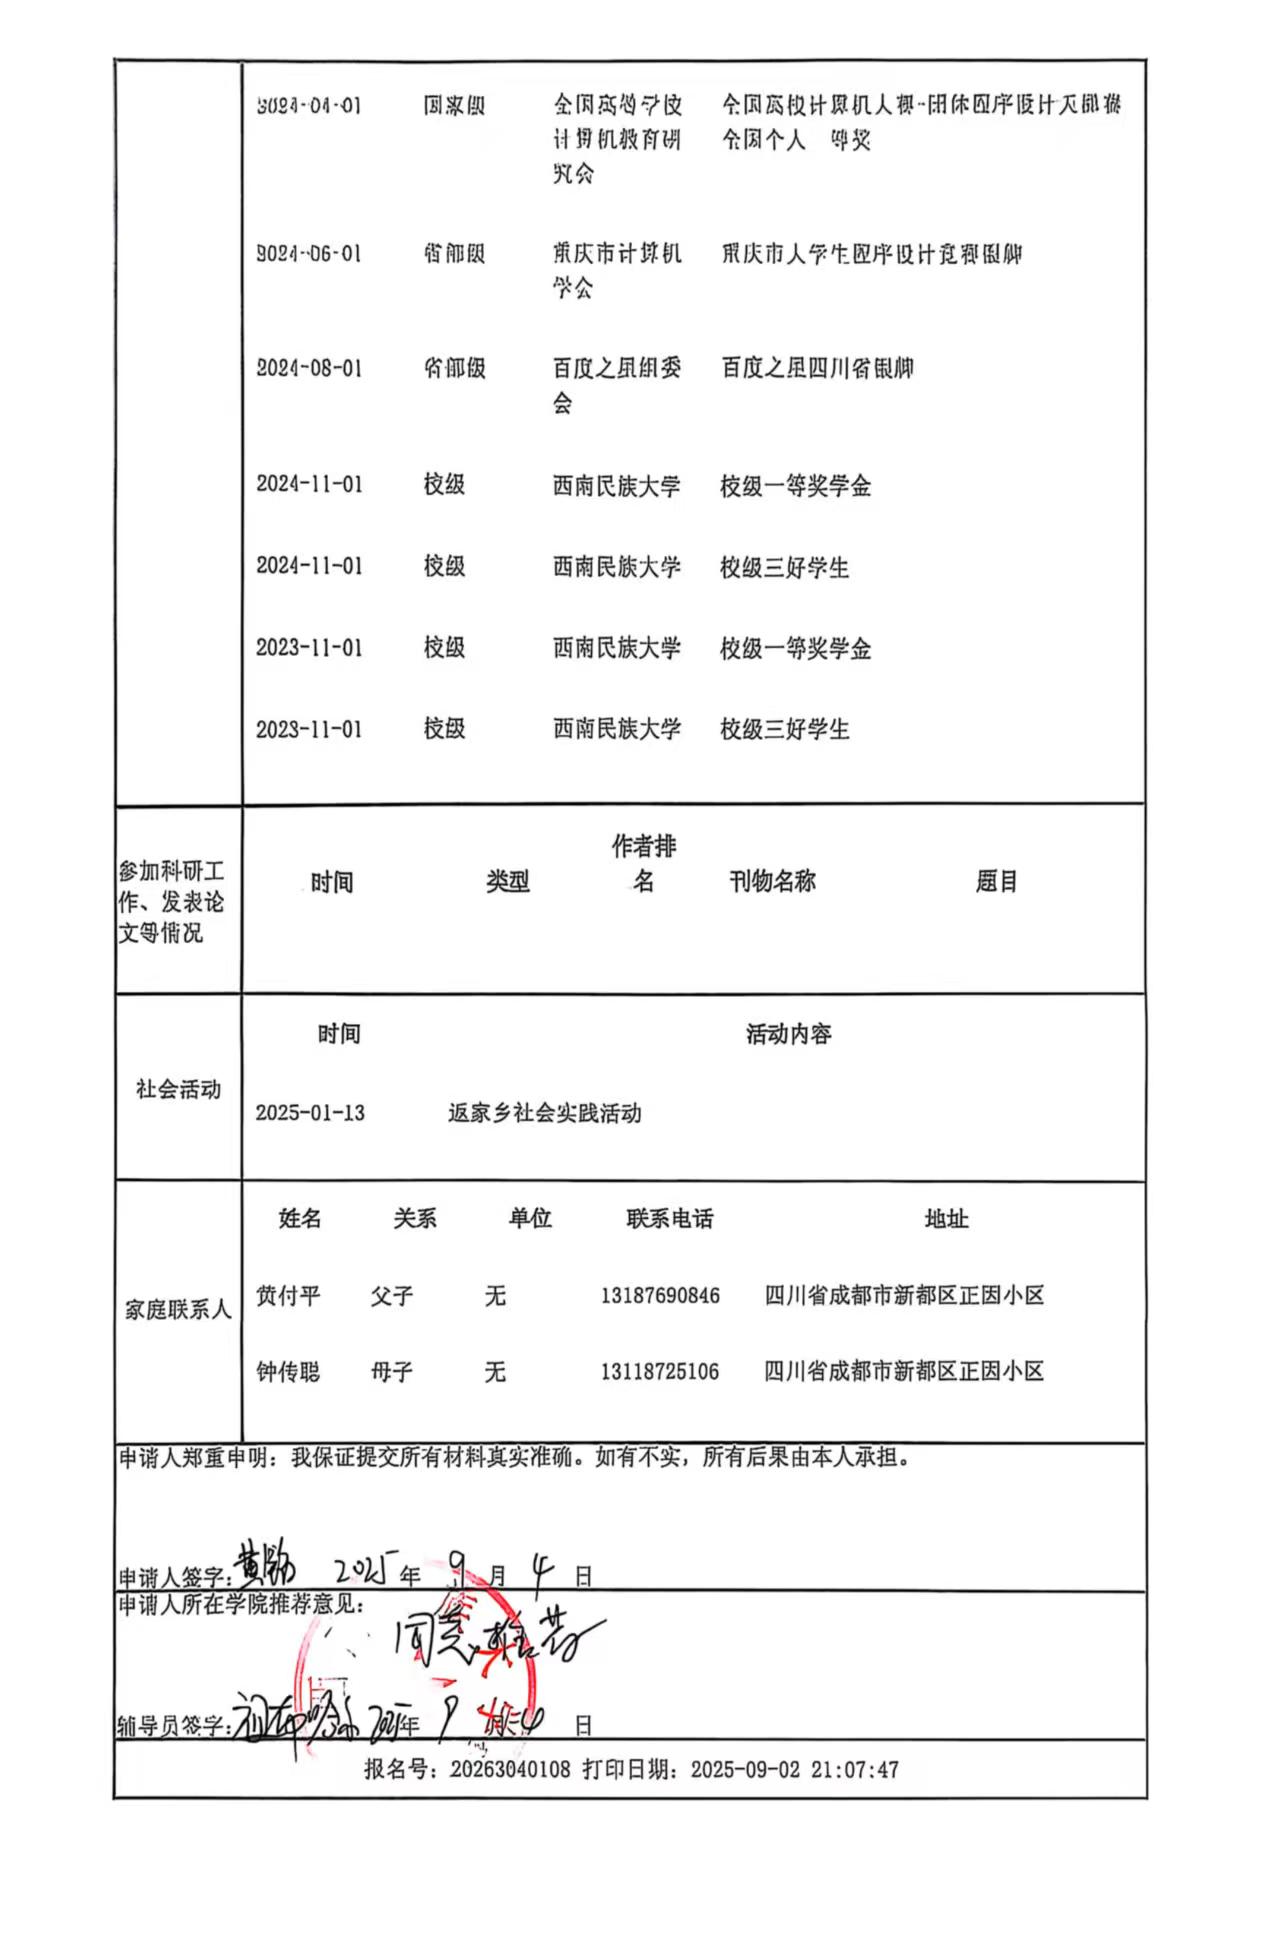 2024-04-01 国家级 全国高等学校 全国高校计算机大赛-团体程序设计天梯赛
计算机教育研 全国个人 等奖
究会
2024-06-01 省部级 重庆市计算机 重庆市大学生程序设计竞赛银牌
学会
2024-08-01 省部级 百度之星组委 百度之星四川省银牌
会
2024-11-01 校级 西南民族大学 校级一等奖学金
2024-11-01 校级 西南民族大学 校级三好学生
2023-11-01 校级 西南民族大学 校级一等奖学金
2023-11-01 校级 西南民族大学 校级三好学生
参加科研工
作、发表论
文等情况
时间 类型 作者排名 刊物名称 题目
社会活动
时间 活动内容
2025-01-13 返家乡社会实践活动
家庭联系人
姓名 关系 单位 联系电话 地址
黄付平 父子 无 13187690846 四川省成都市新都区正因小区
钟传聪 母子 无 13118725106 四川省成都市新都区正因小区
申请人郑重申明：我保证提交所有材料真实准确。如有不实，所有后果由本人承担。
申请人签字：黄 2025年 9月 4日
申请人所在学院推荐意见：
同意推荐
辅导员签字： 2025年 9月 4日
报名号：20263040108 打印日期：2025-09-02 21:07:47